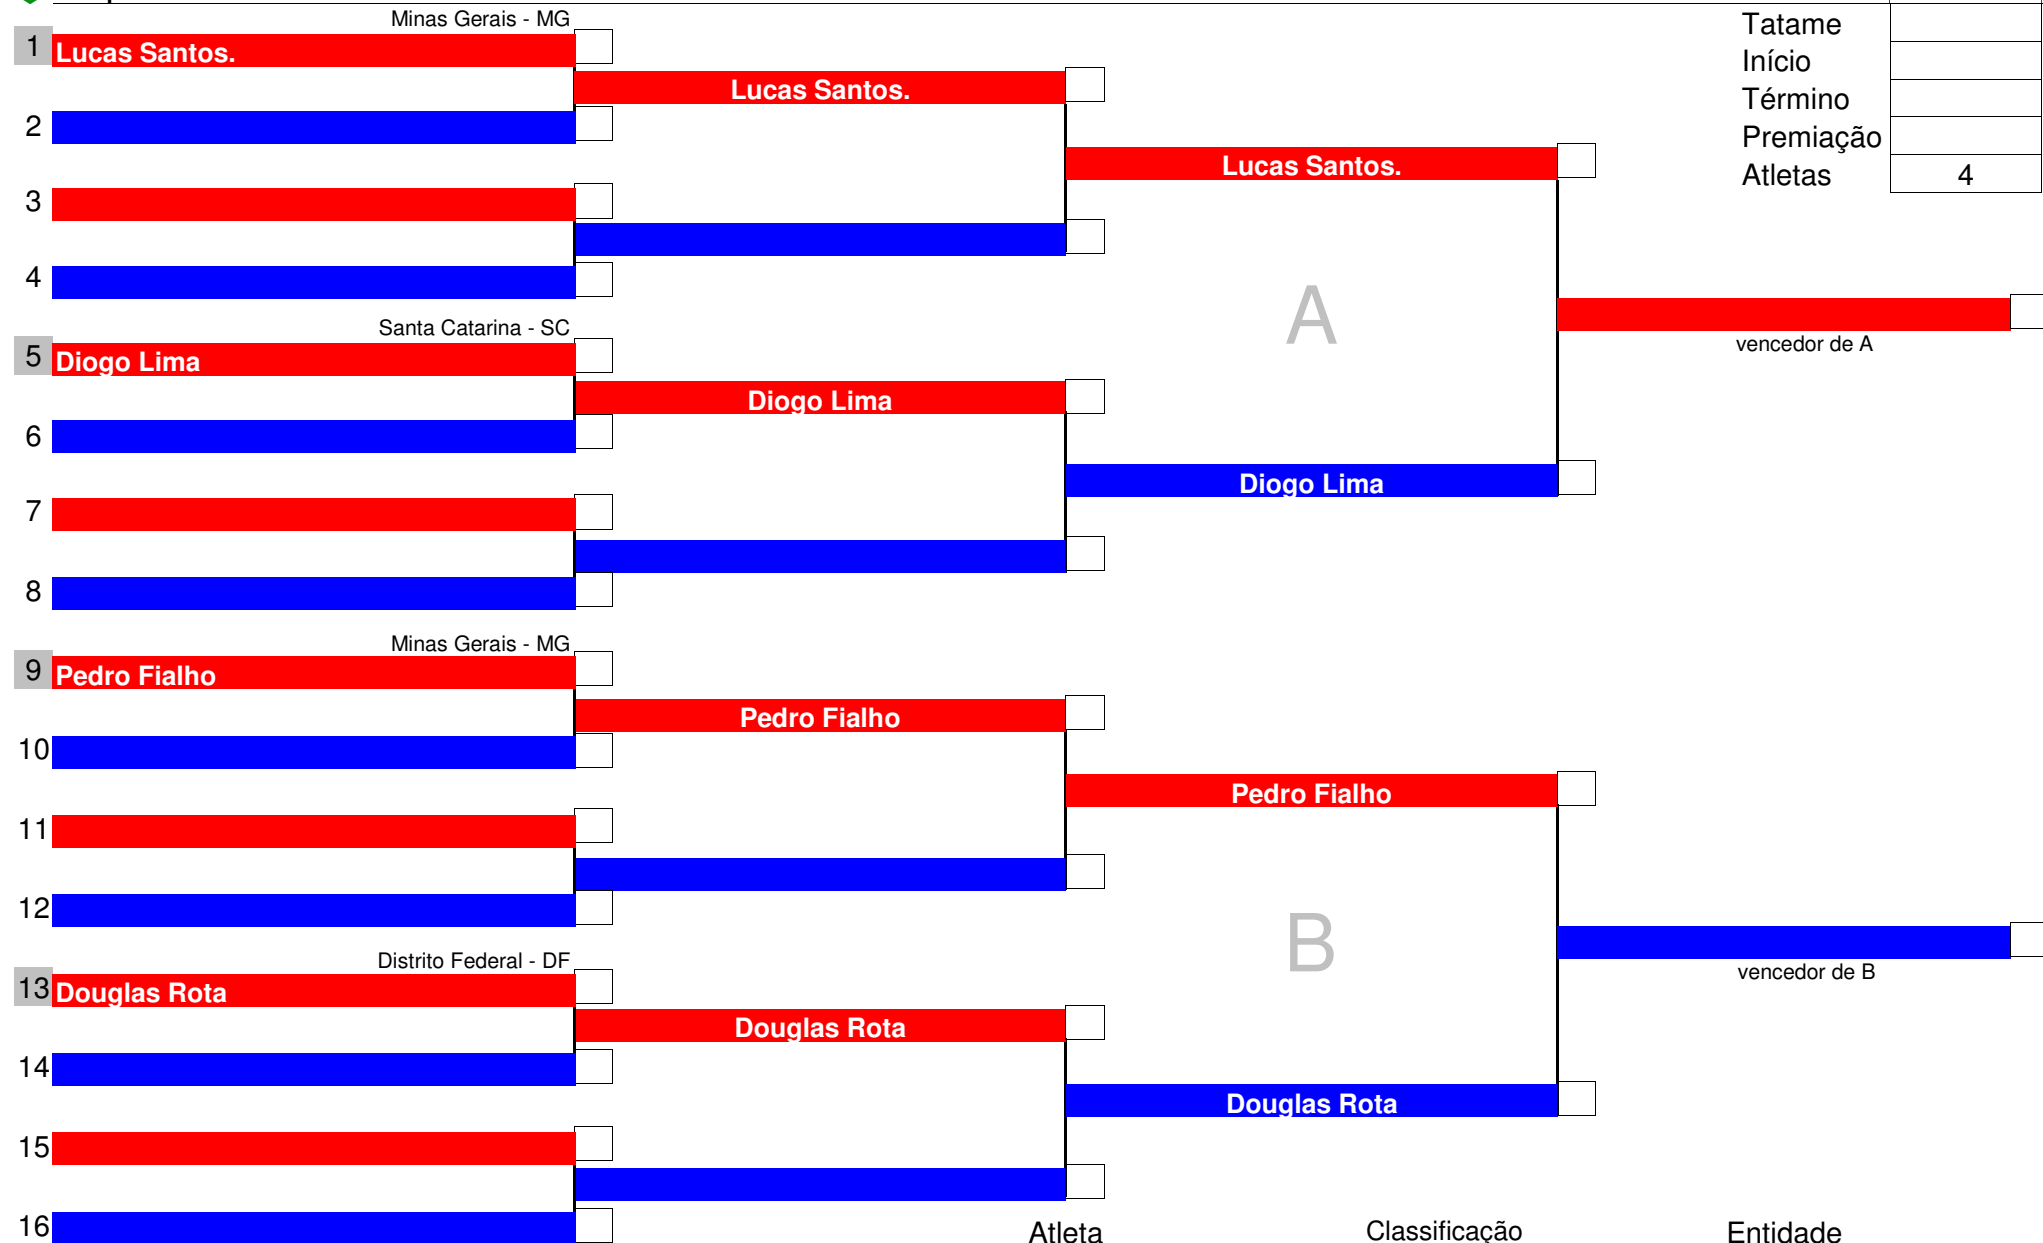 Minas Gerais - MG
Tatame
1 Lucas Santos.
Início
Lucas Santos.
Término
2
Premiação
Lucas Santos.
Atletas 4
3
4
A
Santa Catarina - SC
vencedor de A
5 Diogo Lima
Diogo Lima
6
Diogo Lima
7
8
Minas Gerais - MG
9 Pedro Fialho
Pedro Fialho
10
Pedro Fialho
11
12
B
Distrito Federal - DF
vencedor de B
13 Douglas Rota
Douglas Rota
14
Douglas Rota
15
16
Atleta Classificação Entidade